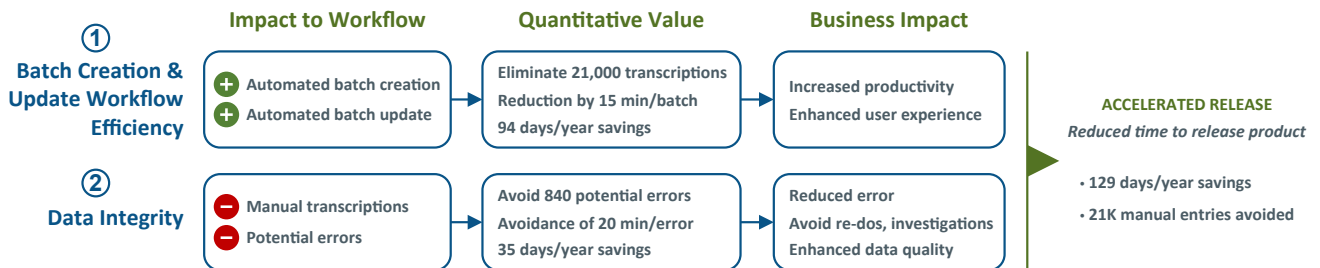 Impact to Workflow
Quantitative Value
Business Impact
1
Batch Creation &
Update Workflow
Efficiency
Automated batch creation
Automated batch update
Eliminate 21,000 transcriptions
Reduction by 15 min/batch
94 days/year savings
Increased productivity
Enhanced user experience
2
Data Integrity
Manual transcriptions
Potential errors
Avoid 840 potential errors
Avoidance of 20 min/error
35 days/year savings
Reduced error
Avoid re-dos, investigations
Enhanced data quality
ACCELERATED RELEASE
Reduced time to release product
• 129 days/year savings
• 21K manual entries avoided